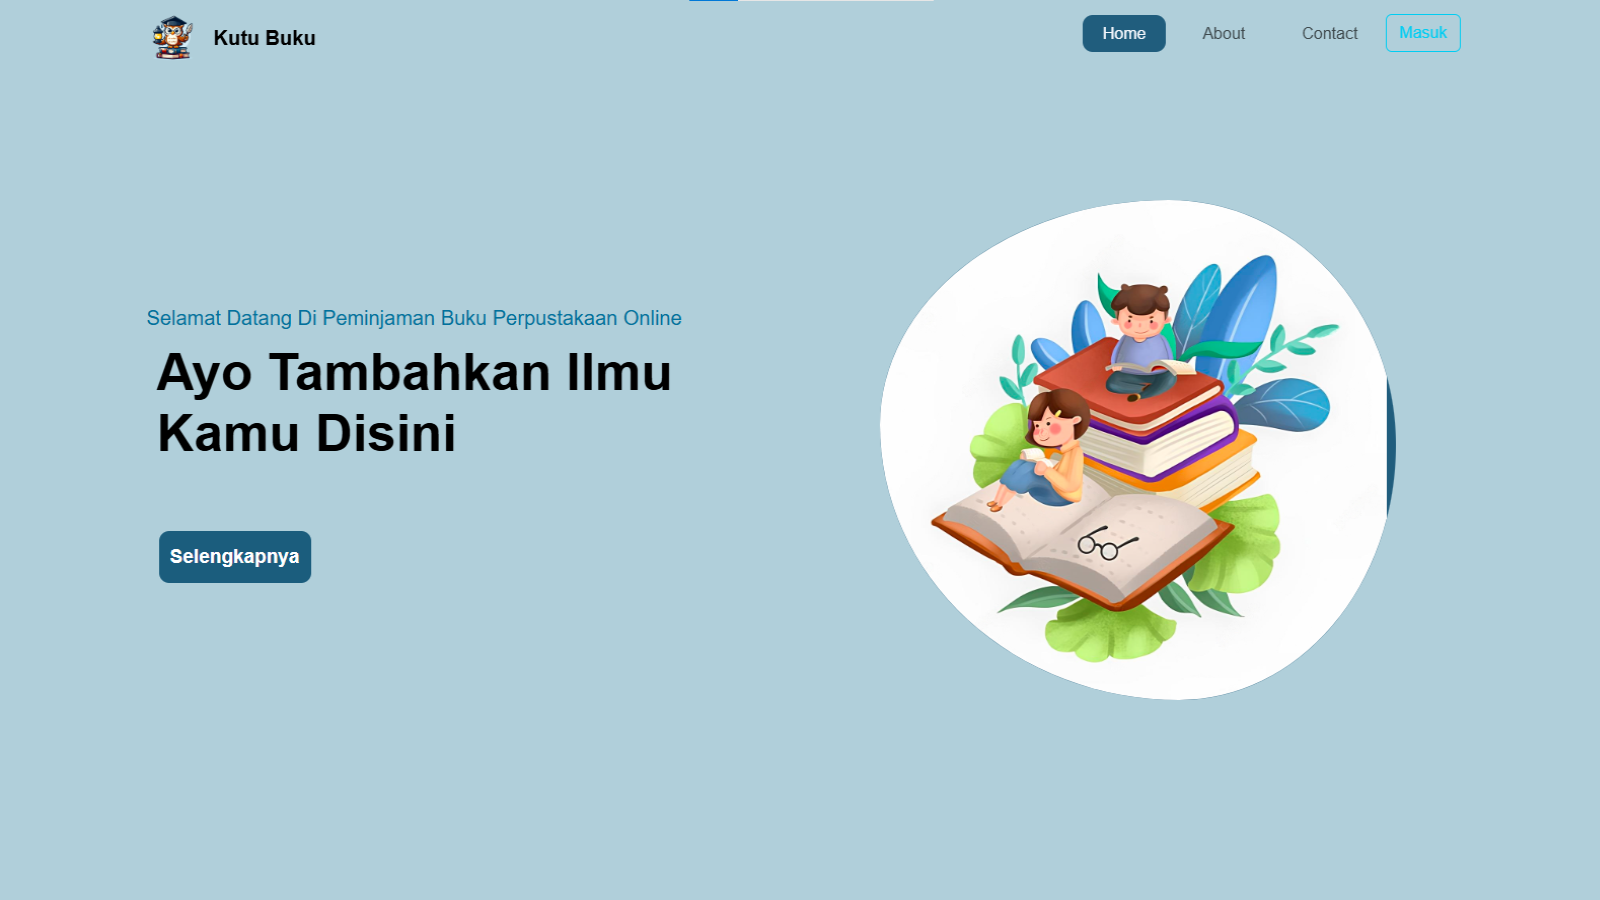 Kutu Buku
Home
About
Contact
Masuk
Selamat Datang Di Peminjaman Buku Perpustakaan Online
Ayo Tambahkan Ilmu
Kamu Disini
Selengkapnya